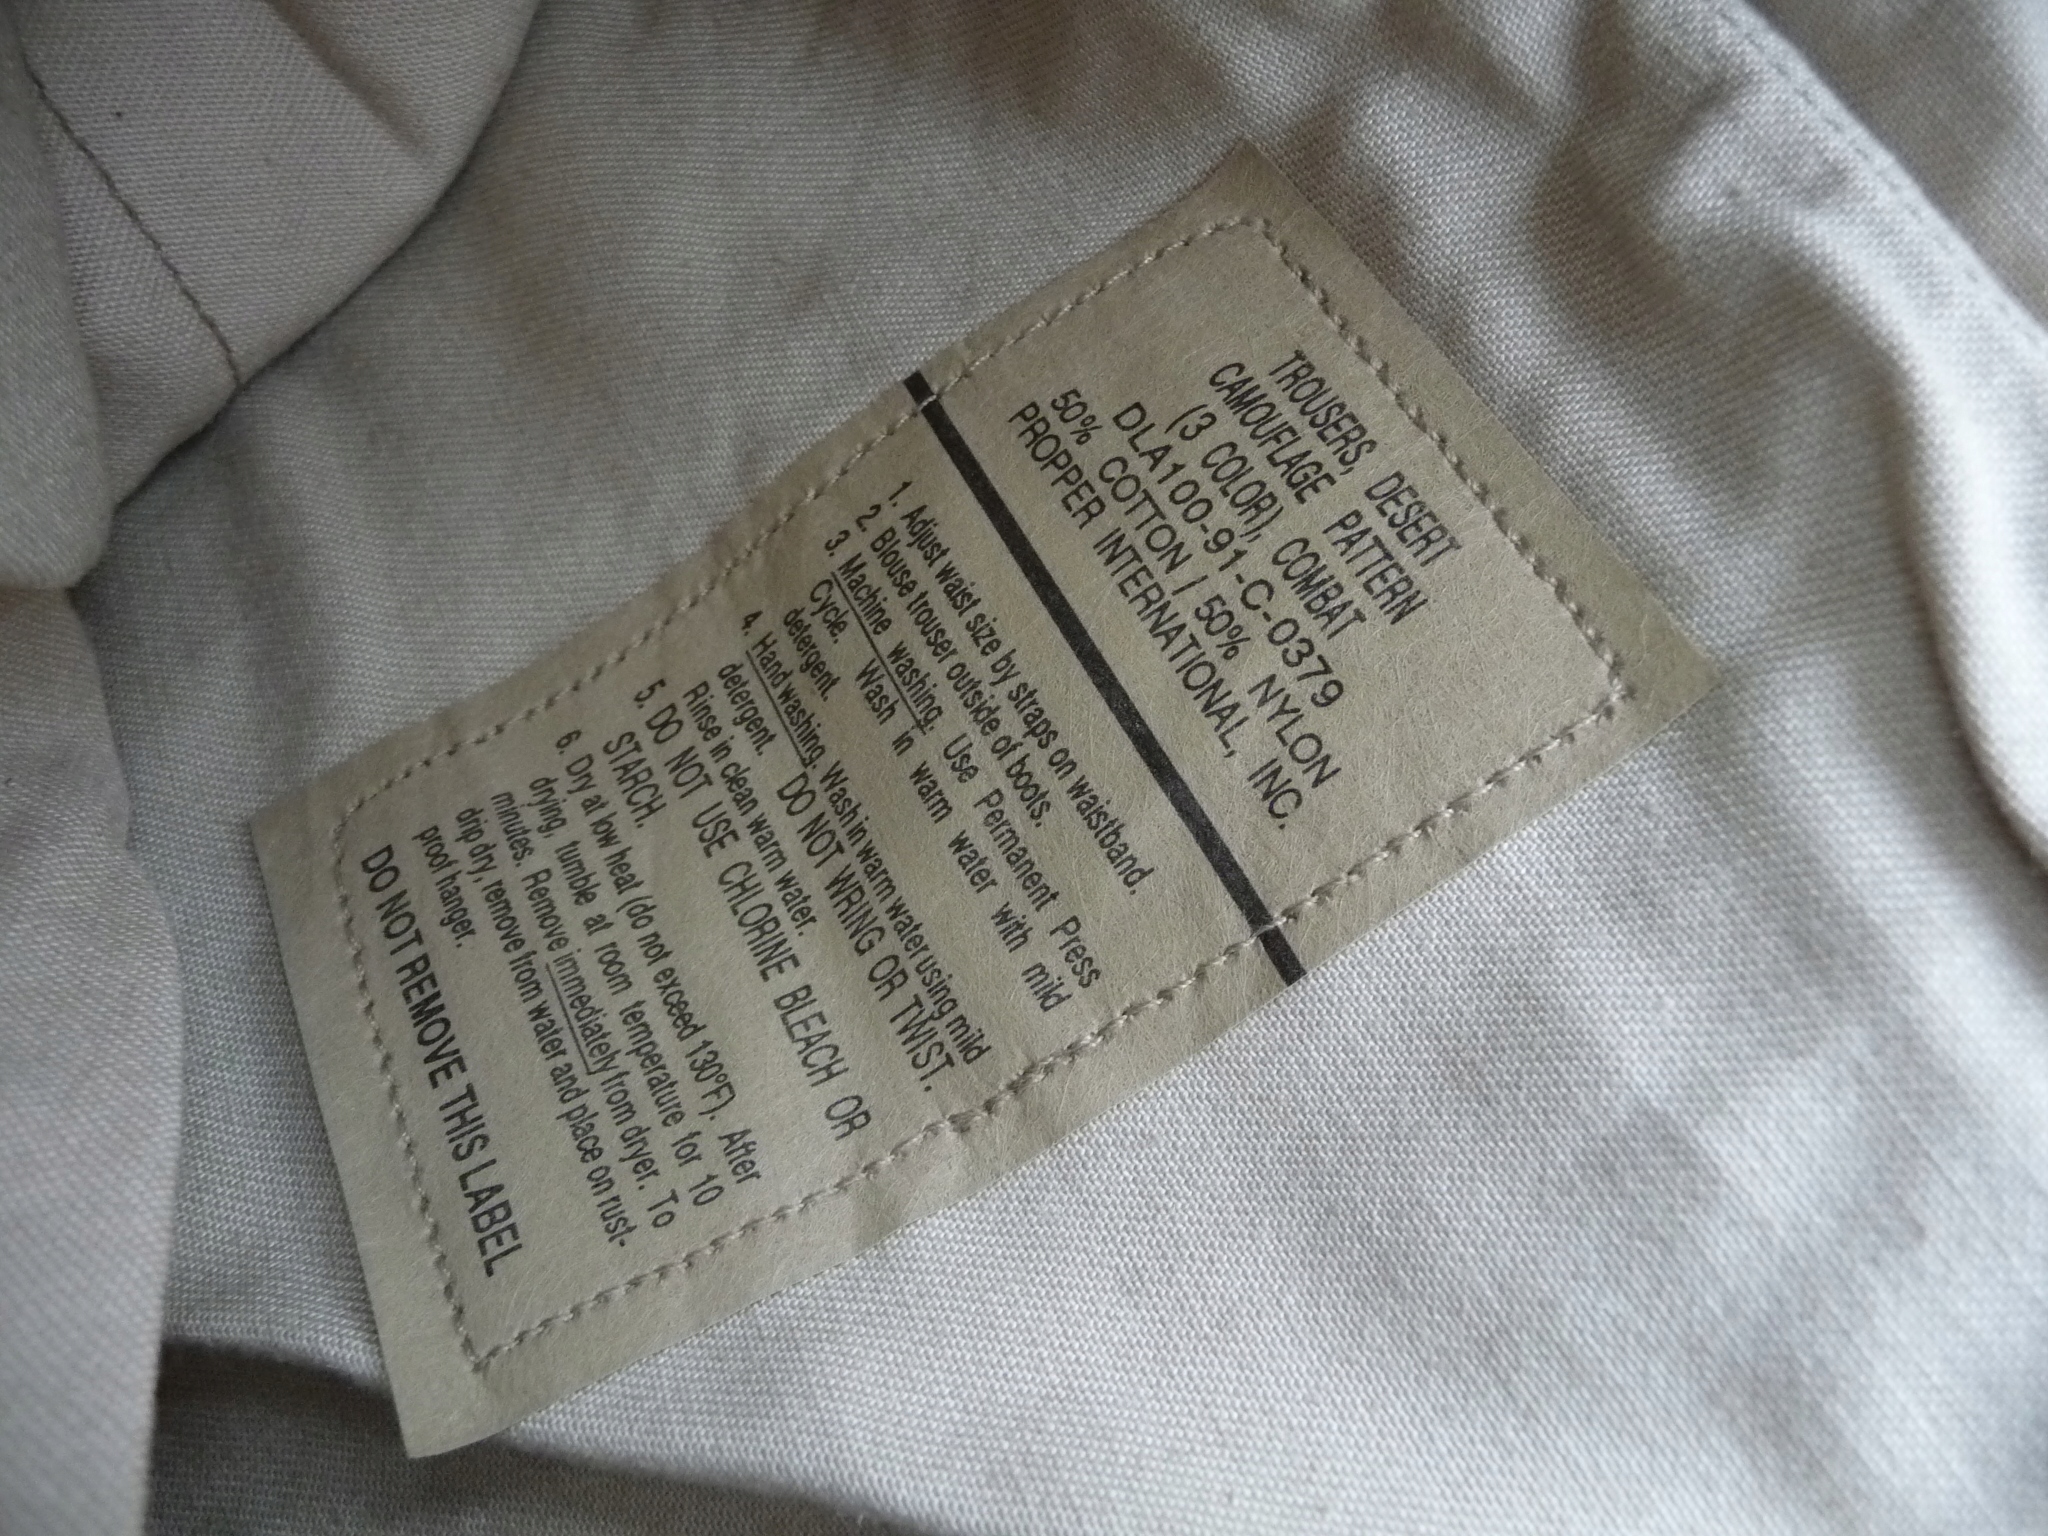 TROUSERS, DESERT
CAMOUFLAGE PATTERN
(3 COLOR), COMBAT
DLA100-91-C-0379
50% COTTON / 50% NYLON
PROPPER INTERNATIONAL, INC.
1. Adjust waist size by straps on waistband.
2. Blouse trouser outside of boots.
3. Machine washing. Use Permanent Press
Cycle. Wash in warm water with mild
detergent.
4. Hand washing. Wash in warm water using mild
detergent. DO NOT WRING OR TWIST.
Rinse in clean warm water.
5. DO NOT USE CHLORINE BLEACH OR
STARCH.
6. Dry at low heat (do not exceed 130°F). After
drying, tumble at room temperature for 10
minutes. Remove immediately from dryer. To
drip dry, remove from water and place on rust-
proof hanger.
DO NOT REMOVE THIS LABEL